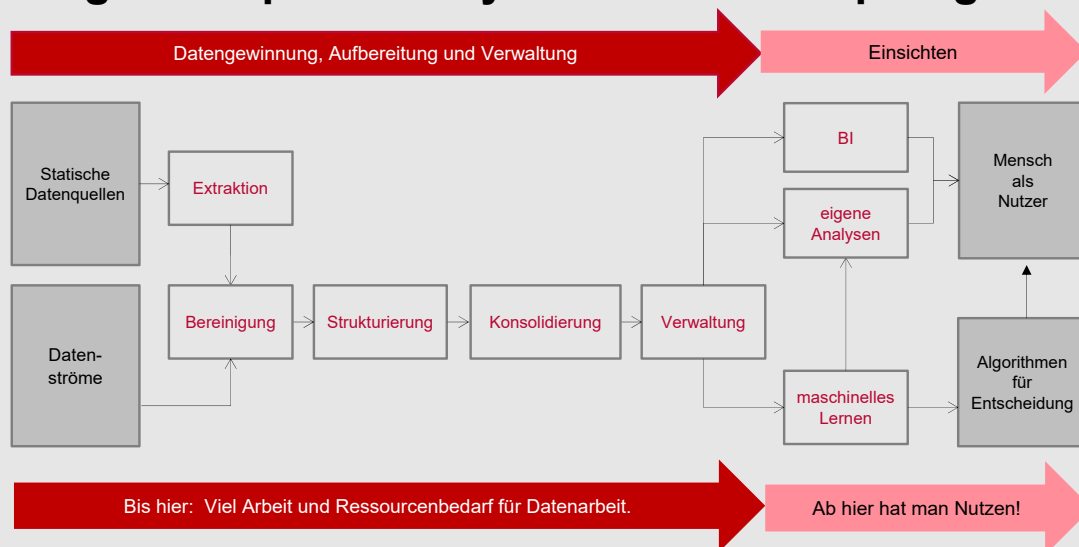 Datengewinnung, Aufbereitung und Verwaltung
Einsichten
Statische
Datenquellen
Extraktion
BI
Mensch
als
Nutzer
eigene
Analysen
Daten-
ströme
Bereinigung
Strukturierung
Konsolidierung
Verwaltung
maschinelles
Lernen
Algorithmen
für
Entscheidung
Bis hier: Viel Arbeit und Ressourcenbedarf für Datenarbeit.
Ab hier hat man Nutzen!